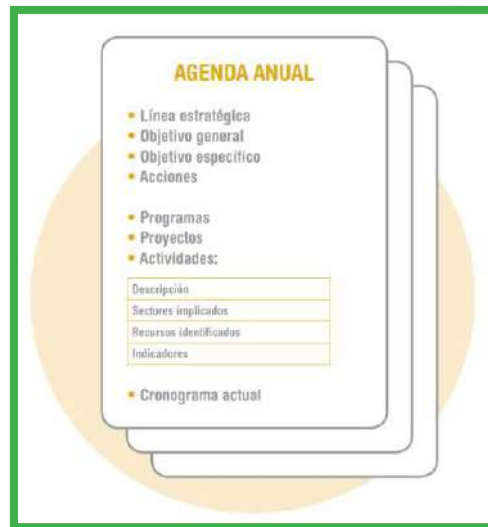 AGENDA ANUAL
• Línea estratégica
• Objetivo general
• Objetivo específico
• Acciones
• Programas
• Proyectos
• Actividades:
Descripción
Sectores implicados
Recursos identificados
Indicadores
• Cronograma actual